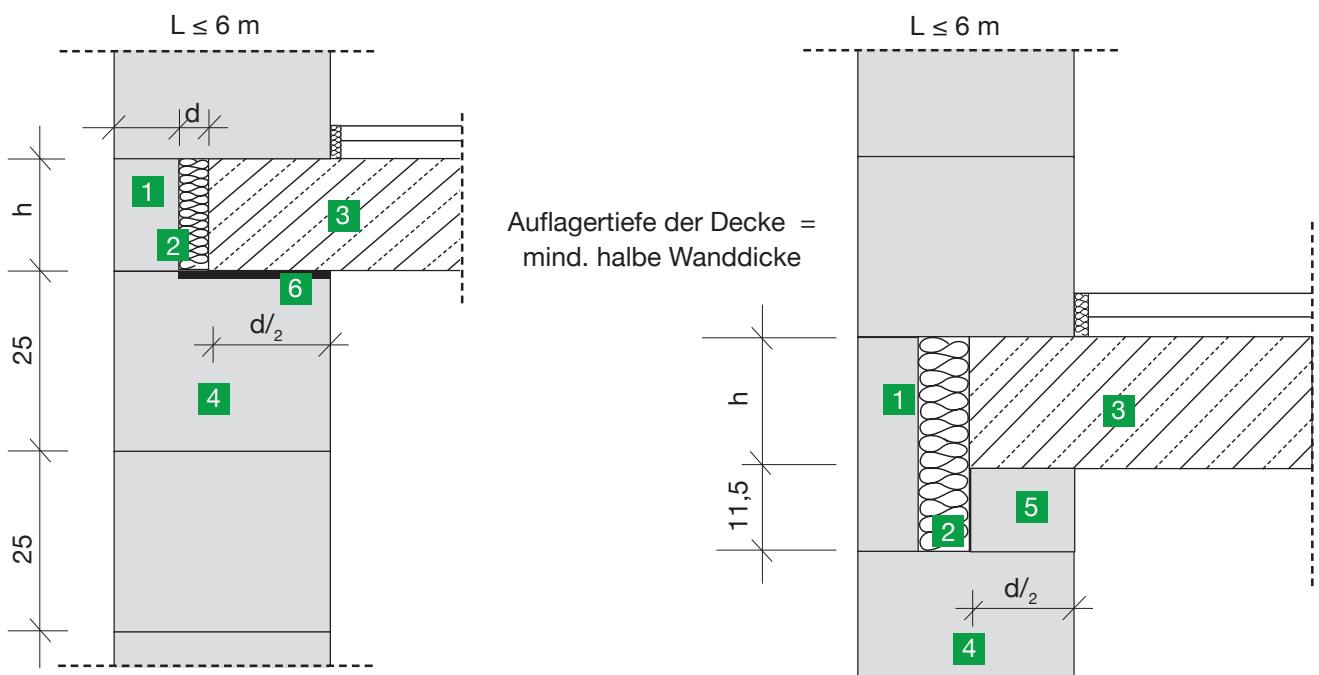 L ≤ 6 m
d
h
25
25
1
2
3
6
d/2
4
Auflagertiefe der Decke =
mind. halbe Wanddicke
L ≤ 6 m
h
11,5
1
2
3
5
d/2
4